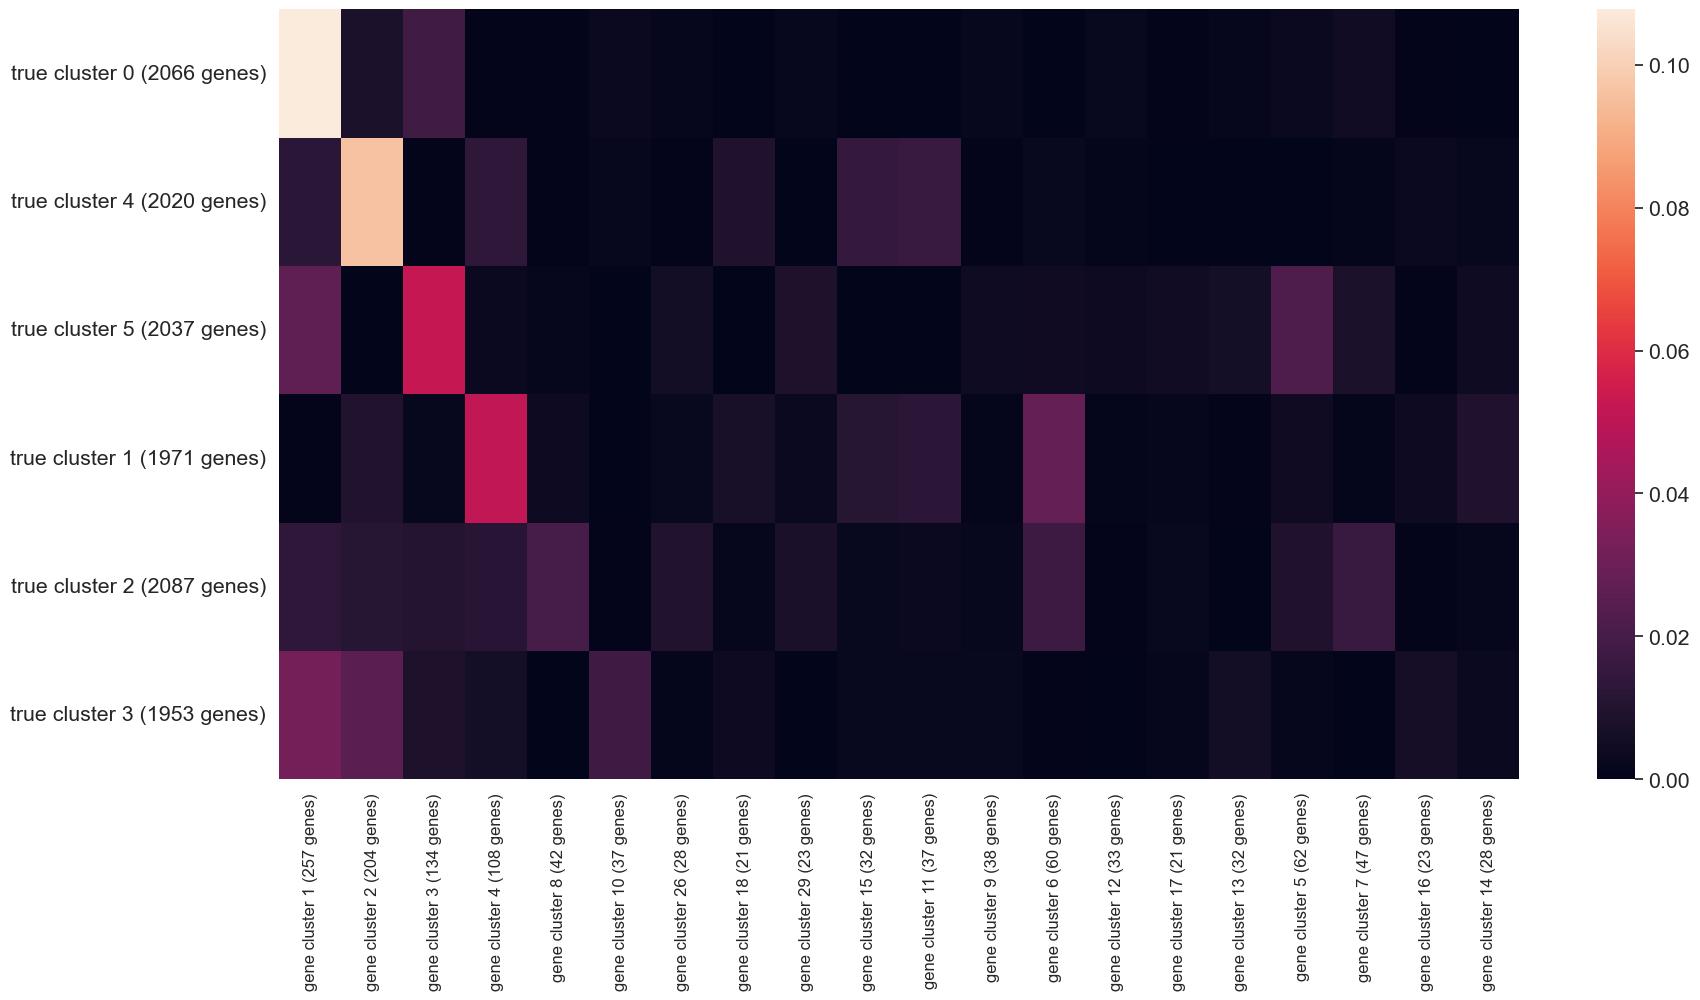 true cluster 0 (2066 genes)
true cluster 4 (2020 genes)
true cluster 5 (2037 genes)
true cluster 1 (1971 genes)
true cluster 2 (2087 genes)
true cluster 3 (1953 genes)
gene cluster 1 (257 genes)
gene cluster 2 (204 genes)
gene cluster 3 (134 genes)
gene cluster 4 (108 genes)
gene cluster 8 (42 genes)
gene cluster 10 (37 genes)
gene cluster 26 (28 genes)
gene cluster 18 (21 genes)
gene cluster 29 (23 genes)
gene cluster 15 (32 genes)
gene cluster 11 (37 genes)
gene cluster 9 (38 genes)
gene cluster 6 (60 genes)
gene cluster 12 (33 genes)
gene cluster 17 (21 genes)
gene cluster 13 (32 genes)
gene cluster 5 (62 genes)
gene cluster 7 (47 genes)
gene cluster 16 (23 genes)
gene cluster 14 (28 genes)
0.10
0.08
0.06
0.04
0.02
0.00